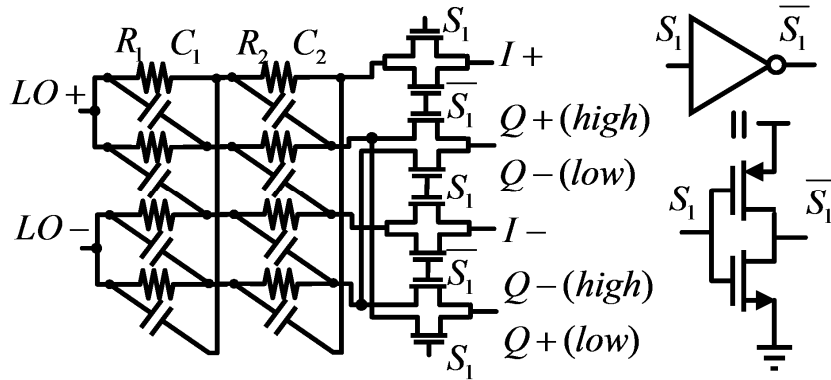 S₁
R₁ C₁ R₂ C₂
I+
LO+
S̅₁
Q+(high)
Q−(low)
S₁
LO−
I−
S̅₁
Q−(high)
Q+(low)
S₁
S₁ S̅₁
S₁ S̅₁